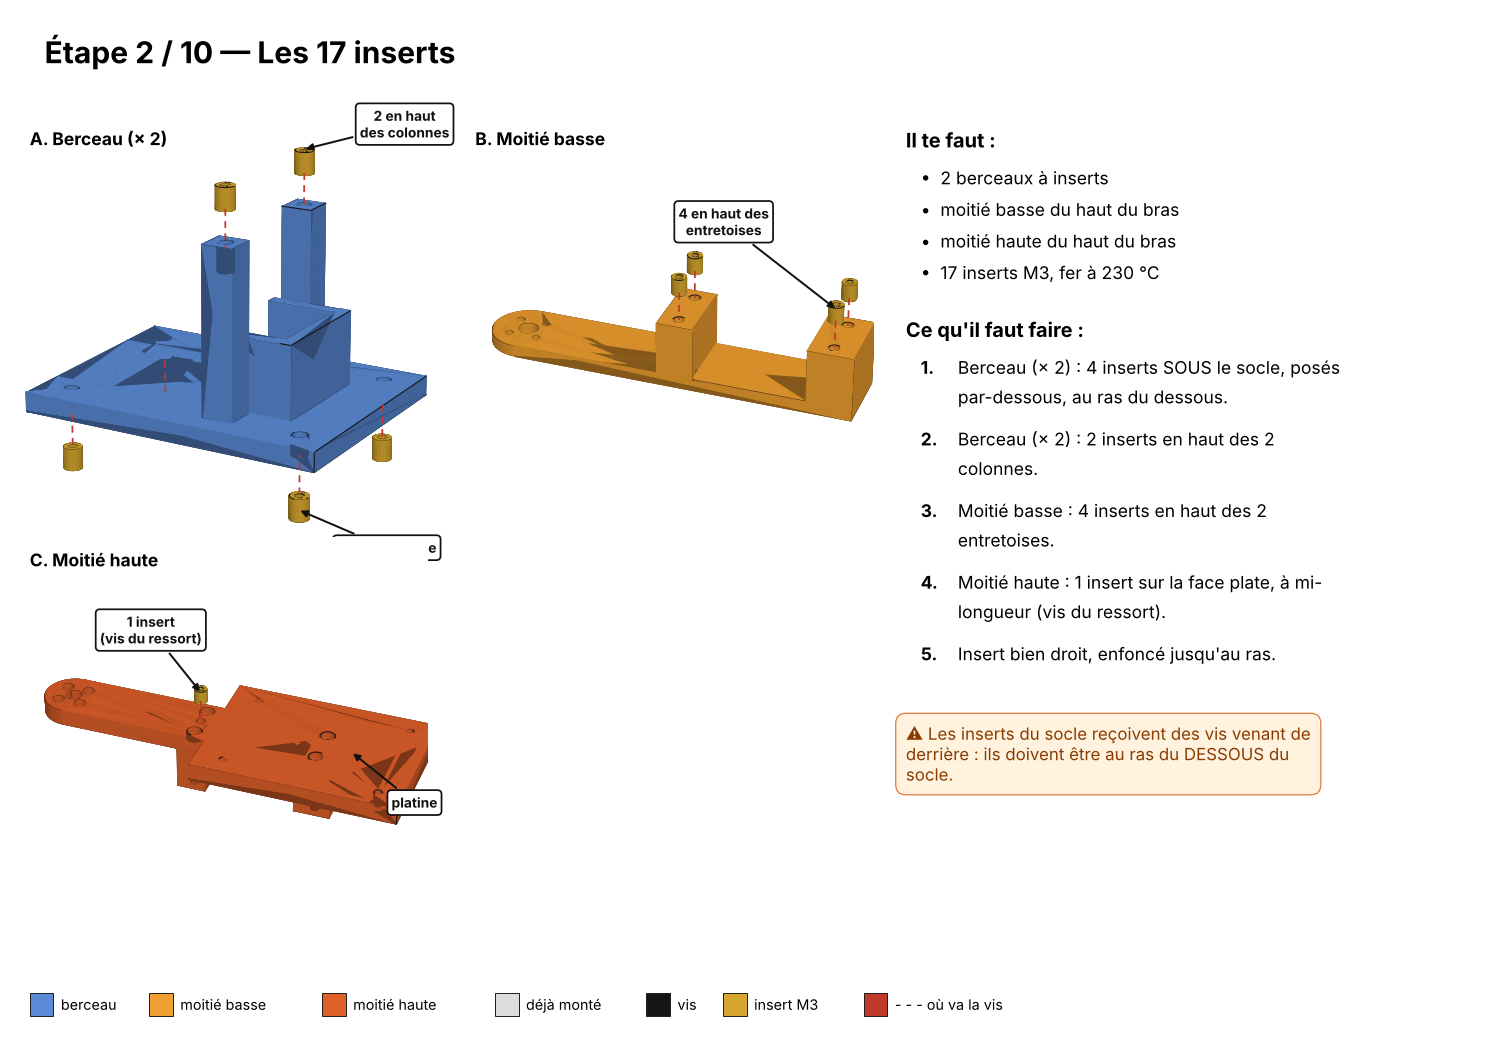 Étape 2 / 10 — Les 17 inserts
A. Berceau (× 2)
2 en haut
des colonnes
B. Moitié basse
4 en haut des
entretoises
C. Moitié haute
1 insert
(vis du ressort)
platine
Il te faut :
• 2 berceaux à inserts
• moitié basse du haut du bras
• moitié haute du haut du bras
• 17 inserts M3, fer à 230 °C
Ce qu'il faut faire :
1. Berceau (× 2) : 4 inserts SOUS le socle, posés
par-dessous, au ras du dessous.
2. Berceau (× 2) : 2 inserts en haut des 2
colonnes.
3. Moitié basse : 4 inserts en haut des 2
entretoises.
4. Moitié haute : 1 insert sur la face plate, à mi-
longueur (vis du ressort).
5. Insert bien droit, enfoncé jusqu'au ras.
⚠ Les inserts du socle reçoivent des vis venant de
derrière : ils doivent être au ras du DESSOUS du
socle.
berceau
moitié basse
moitié haute
déjà monté
vis
insert M3
- - - où va la vis